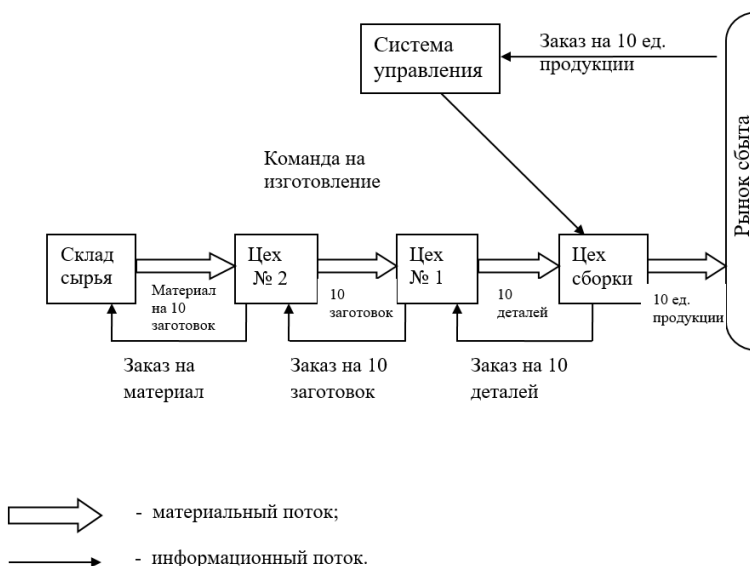 Система
управления
Заказ на 10 ед.
продукции
Рынок сбыта
Команда на
изготовление
Склад
сырья
Цех
№ 2
Цех
№ 1
Цех
сборки
Материал
на 10
заготовок
10
заготовок
10
деталей
10 ед.
продукции
Заказ на
материал
Заказ на 10
заготовок
Заказ на 10
деталей
- материальный поток;
- информационный поток.